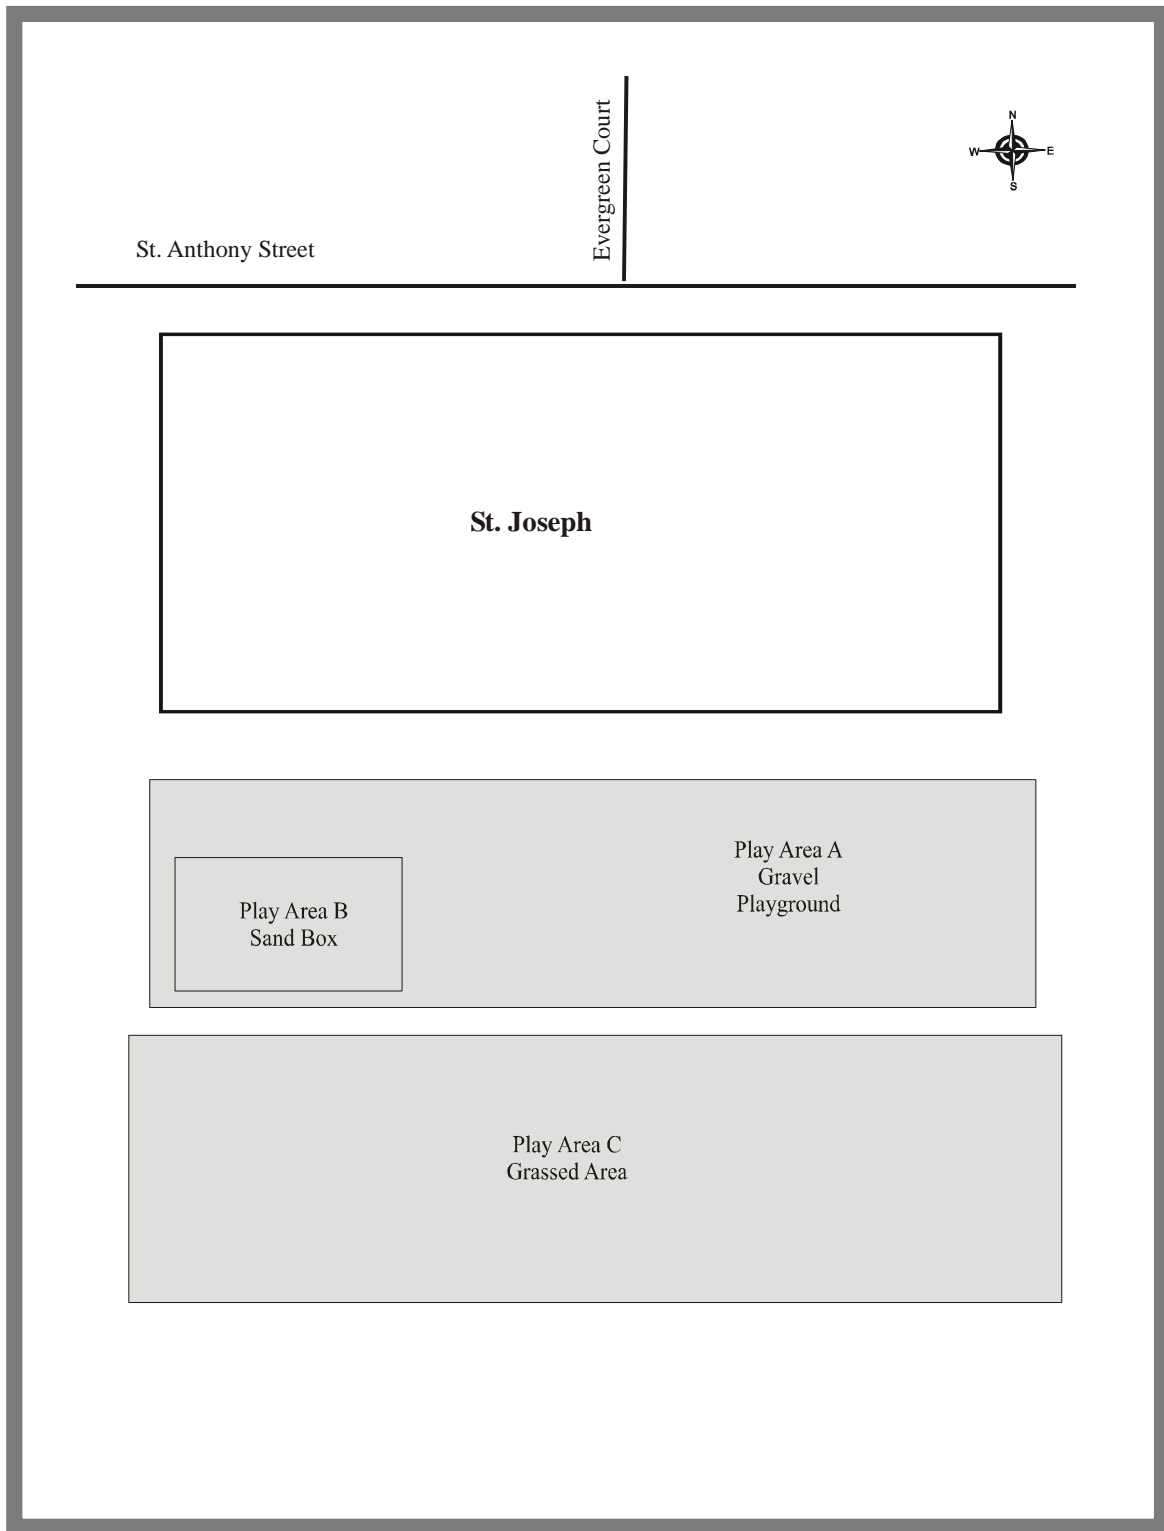 Evergreen Court
N
W
E
S
St. Anthony Street
St. Joseph
Play Area A
Gravel
Playground
Play Area B
Sand Box
Play Area C
Grassed Area